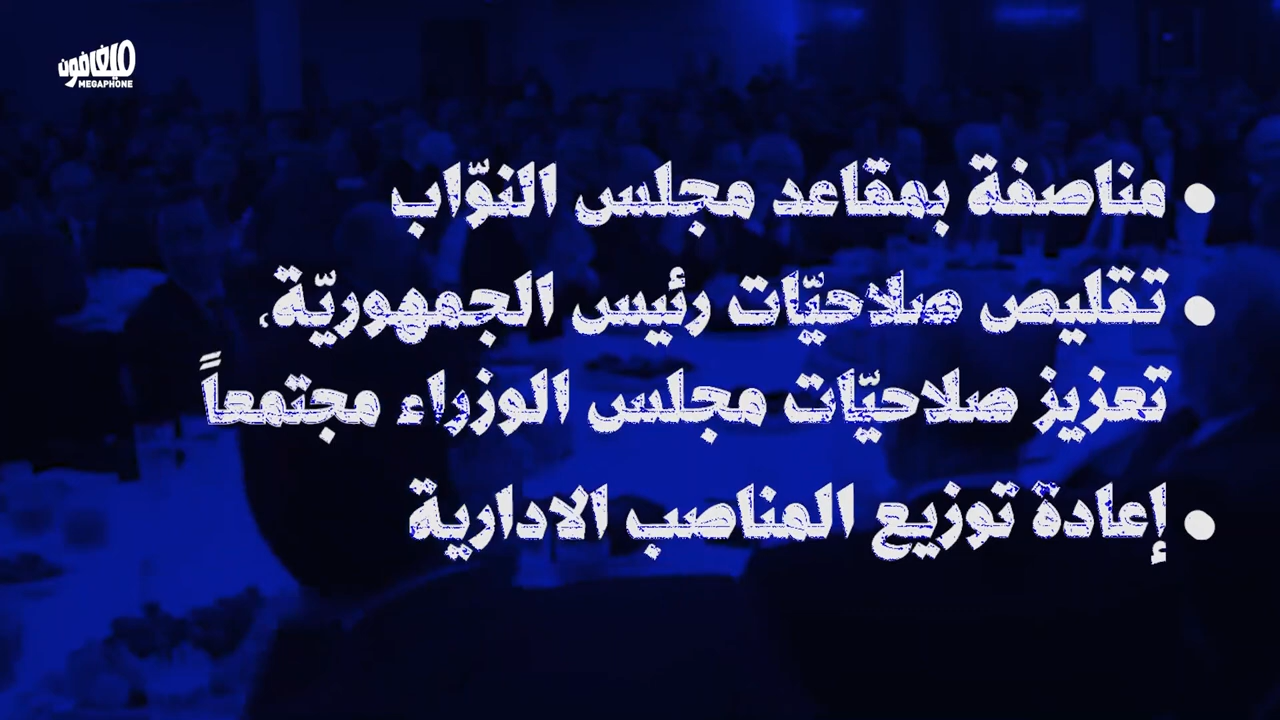 ميغافون
MEGAPHONE
• مناصفة بمقاعد مجلس النوّاب
• تقليص صلاحيّات رئيس الجمهوريّة،
تعزيز صلاحيّات مجلس الوزراء مجتمعاً
• إعادة توزيع المناصب الادارية